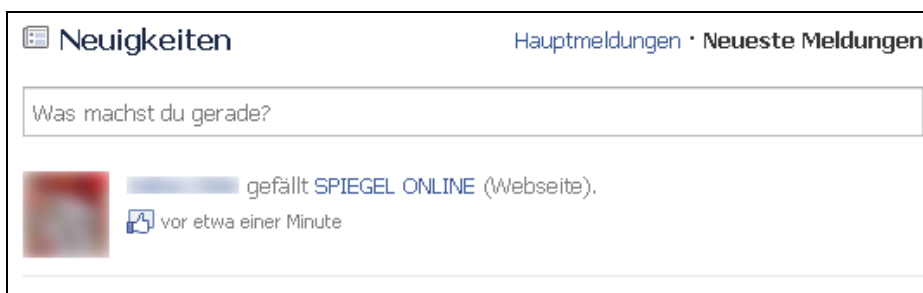 Neuigkeiten
Hauptmeldungen · Neueste Meldungen
Was machst du gerade?
gefällt SPIEGEL ONLINE (Webseite).
vor etwa einer Minute